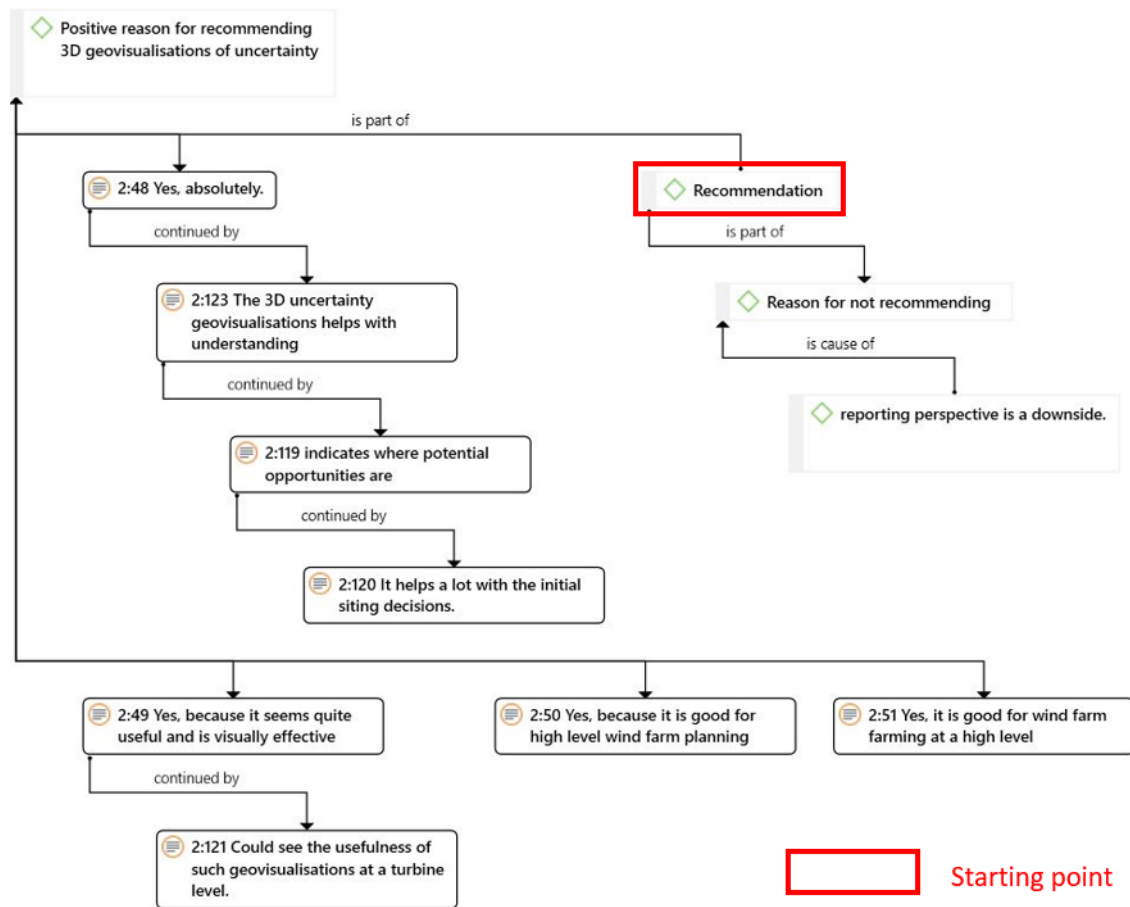 Positive reason for recommending
3D geovisualisations of uncertainty
is part of
2:48 Yes, absolutely.
Recommendation
continued by
is part of
2:123 The 3D uncertainty
geovisualisations helps with
understanding
Reason for not recommending
is cause of
continued by
reporting perspective is a downside.
2:119 indicates where potential
opportunities are
continued by
2:120 It helps a lot with the initial
siting decisions.
2:49 Yes, because it seems quite
useful and is visually effective
2:50 Yes, because it is good for
high level wind farm planning
2:51 Yes, it is good for wind farm
farming at a high level
continued by
2:121 Could see the usefulness of
such geovisualisations at a turbine
level.
Starting point